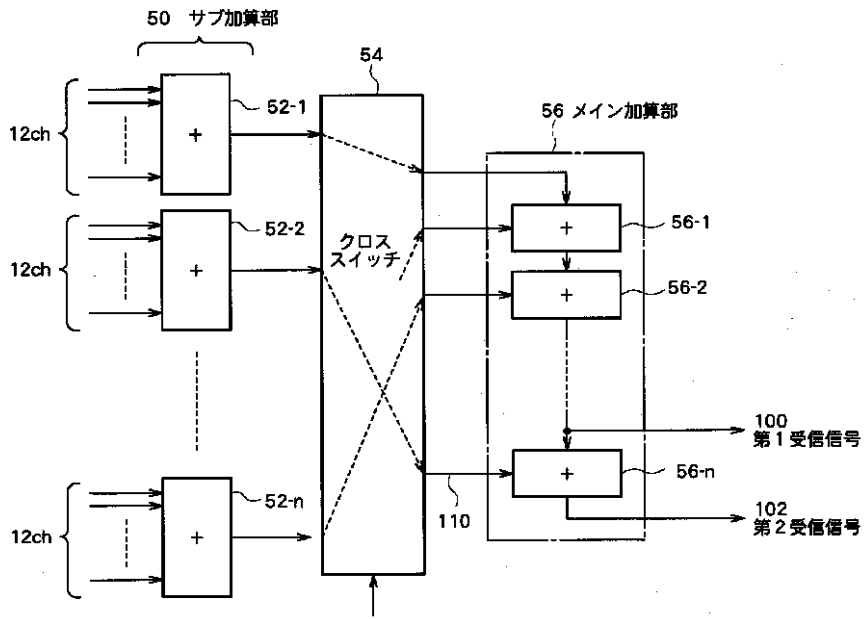 50 サブ加算部
54
12ch
+
52-1
56 メイン加算部
12ch
+
52-2
クロス
スイッチ
+
56-1
+
56-2
100
第1受信信号
12ch
+
52-n
110
+
56-n
102
第2受信信号